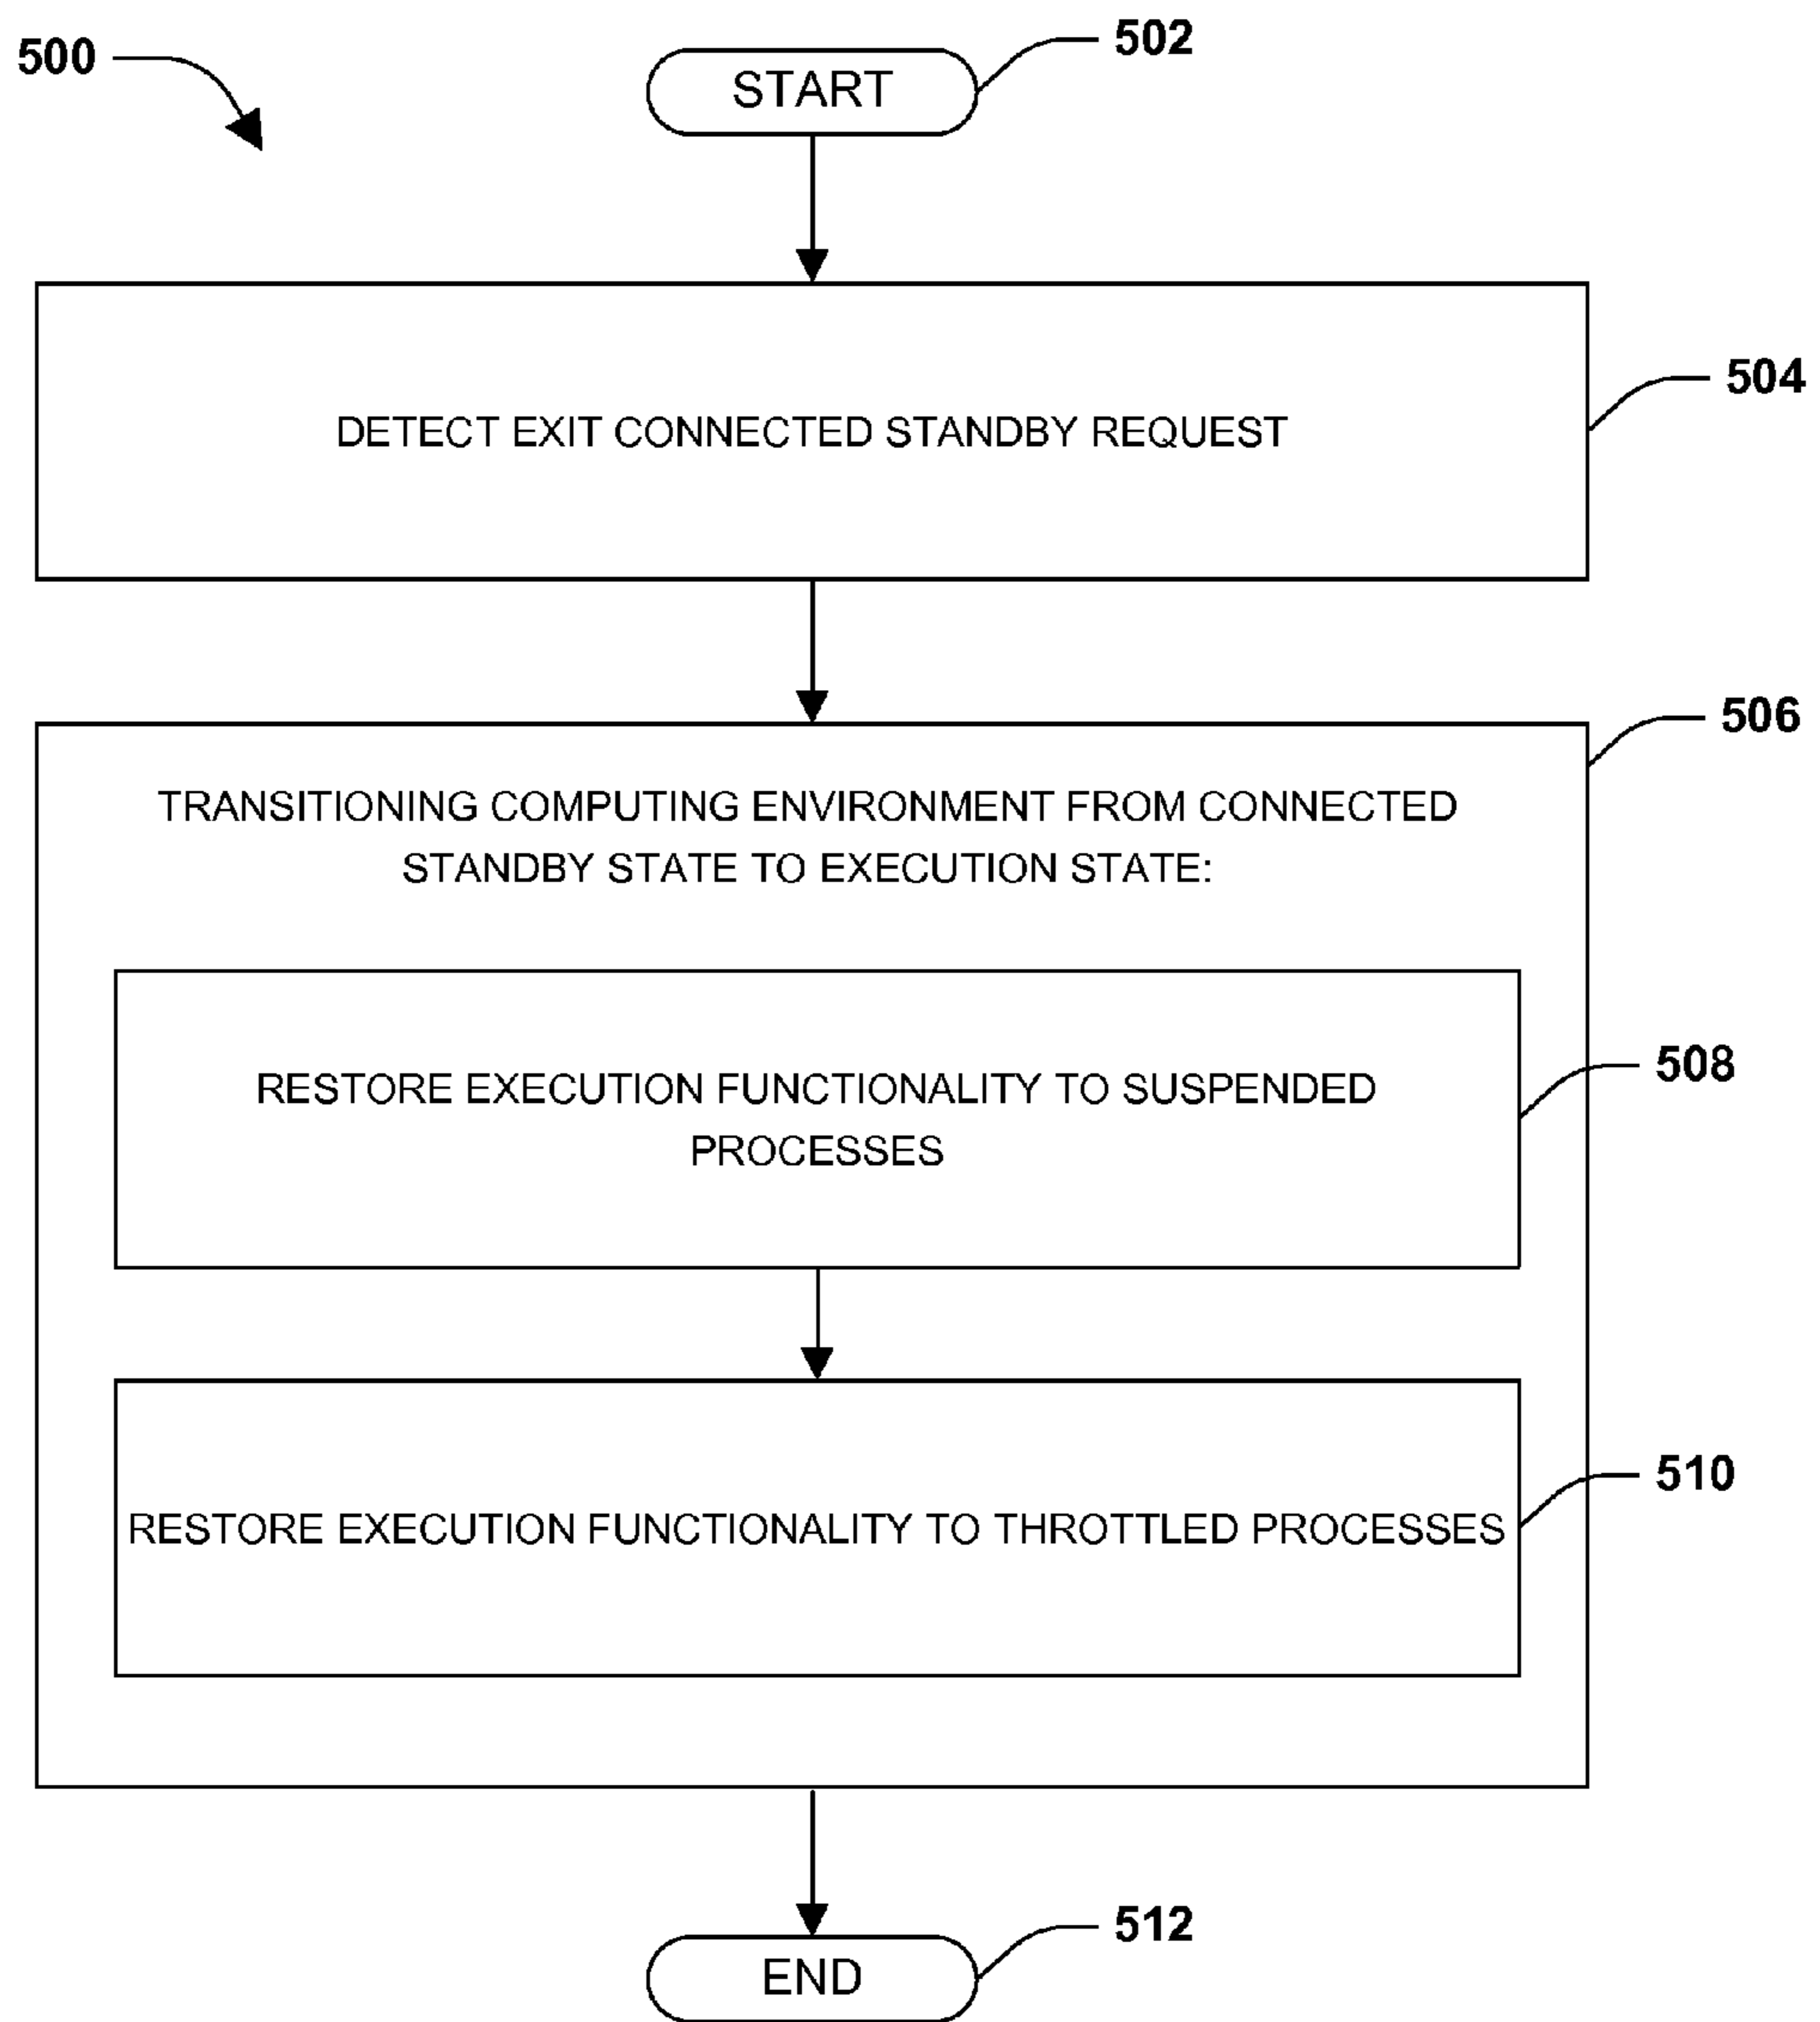 500
502
START
504
DETECT EXIT CONNECTED STANDBY REQUEST
506
TRANSITIONING COMPUTING ENVIRONMENT FROM CONNECTED
STANDBY STATE TO EXECUTION STATE:
508
RESTORE EXECUTION FUNCTIONALITY TO SUSPENDED
PROCESSES
510
RESTORE EXECUTION FUNCTIONALITY TO THROTTLED PROCESSES
512
END